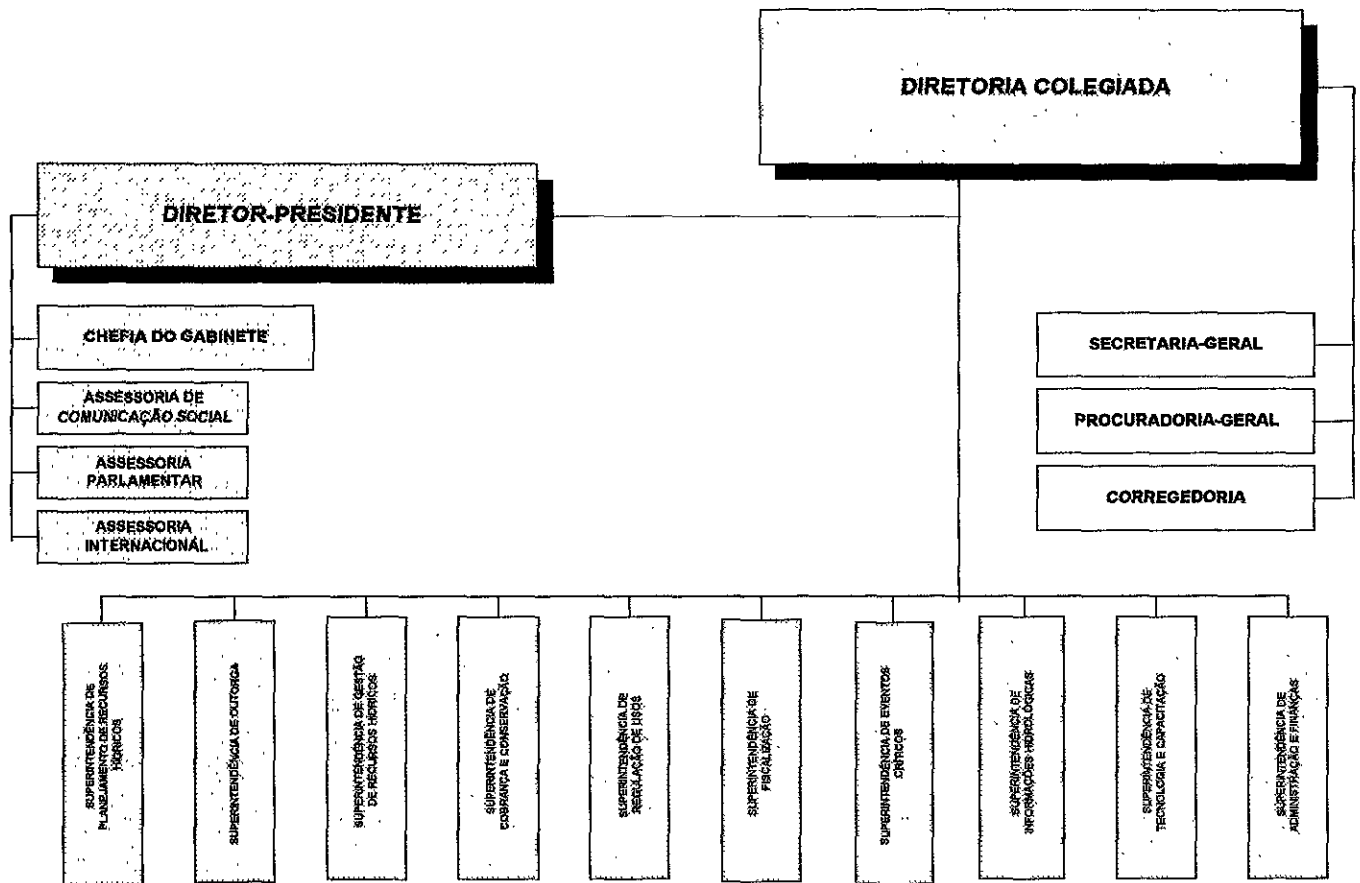 DIRETORIA COLEGIADA
DIRETOR-PRESIDENTE
CHEFIA DO GABINETE
ASSESSORIA DE
COMUNICAÇÃO SOCIAL
ASSESSORIA
PARLAMENTAR
ASSESSORIA
INTERNACIONAL
SECRETARIA-GERAL
PROCURADORIA-GERAL
CORREGEDORIA
SUPERINTENDÊNCIA DE
PLANEJAMENTO DE RECURSOS
HÍDRICOS
SUPERINTENDÊNCIA DE OUTORGA
SUPERINTENDÊNCIA DE GESTÃO
DE RECURSOS HÍDRICOS
SUPERINTENDÊNCIA DE
COBRANÇA E CONSERVAÇÃO
SUPERINTENDÊNCIA DE
REGULAÇÃO DE USOS
SUPERINTENDÊNCIA DE
FISCALIZAÇÃO
SUPERINTENDÊNCIA DE EVENTOS
CRÍTICOS
SUPERINTENDÊNCIA DE
INFORMAÇÕES HIDROLÓGICAS
SUPERINTENDÊNCIA DE
TECNOLOGIA E CAPACITAÇÃO
SUPERINTENDÊNCIA DE
ADMINISTRAÇÃO E FINANÇAS